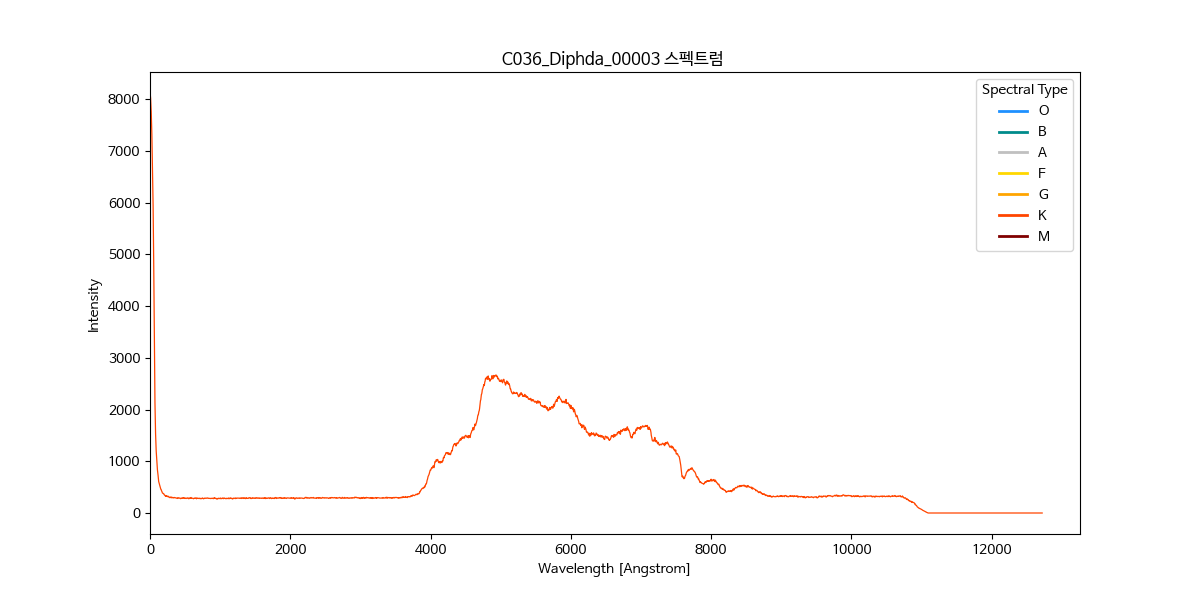 C036_Diphda_00003 스펙트럼
Spectral Type
O
B
A
F
G
K
M
Intensity
8000
7000
6000
5000
4000
3000
2000
1000
0
0 2000 4000 6000 8000 10000 12000
Wavelength [Angstrom]